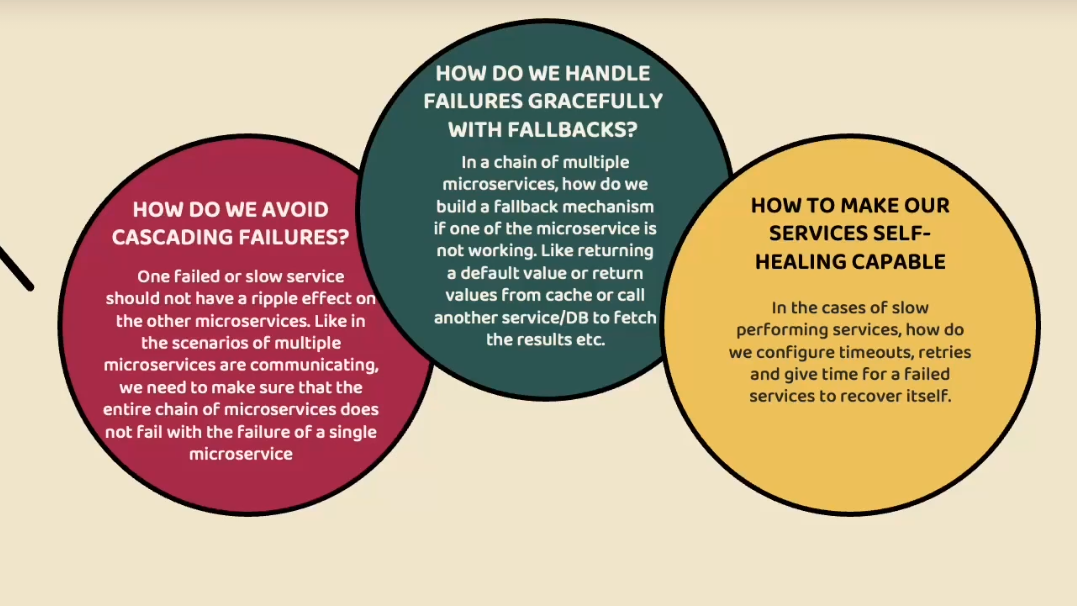 HOW DO WE AVOID
CASCADING FAILURES?
One failed or slow service
should not have a ripple effect on
the other microservices. Like in
the scenarios of multiple
microservices are communicating,
we need to make sure that the
entire chain of microservices does
not fail with the failure of a single
microservice
HOW DO WE HANDLE
FAILURES GRACEFULLY
WITH FALLBACKS?
In a chain of multiple
microservices, how do we
build a fallback mechanism
if one of the microservice is
not working. Like returning
a default value or return
values from cache or call
another service/DB to fetch
the results etc.
HOW TO MAKE OUR
SERVICES SELF-
HEALING CAPABLE
In the cases of slow
performing services, how do
we configure timeouts, retries
and give time for a failed
services to recover itself.